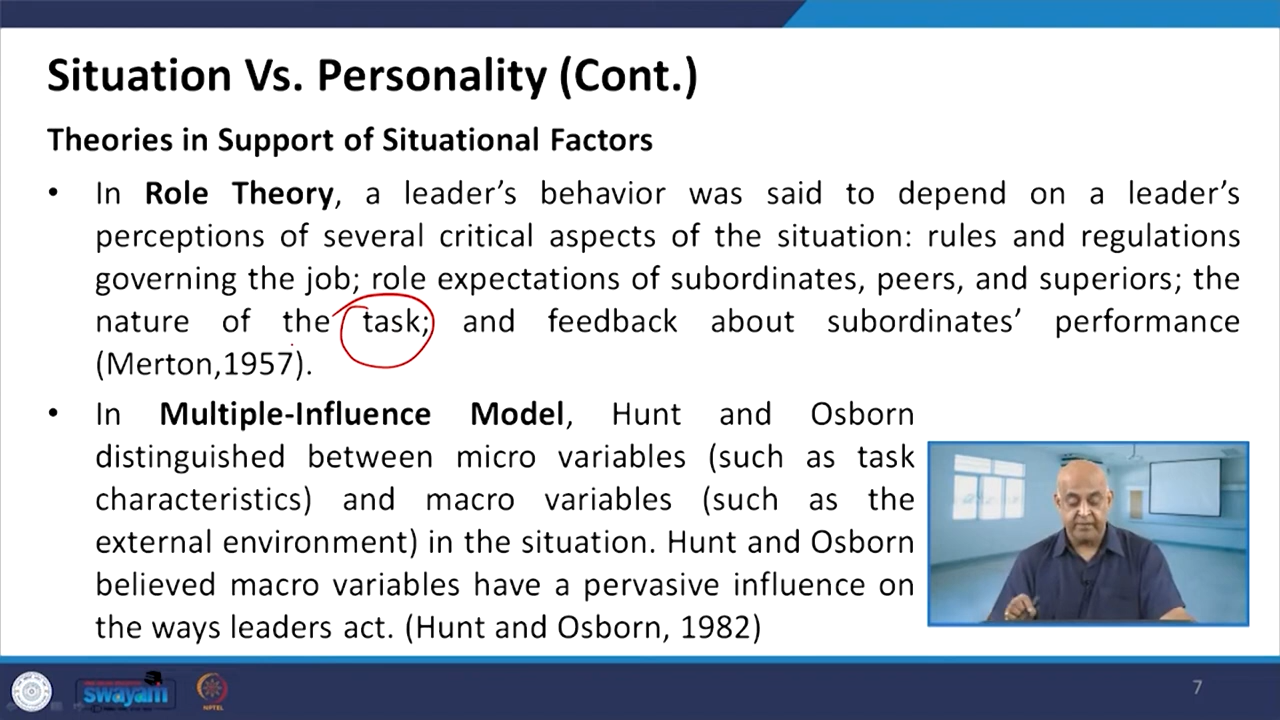 Situation Vs. Personality (Cont.)
Theories in Support of Situational Factors
• In Role Theory, a leader’s behavior was said to depend on a leader’s
perceptions of several critical aspects of the situation: rules and regulations
governing the job; role expectations of subordinates, peers, and superiors; the
nature of the task; and feedback about subordinates’ performance
(Merton,1957).
• In Multiple-Influence Model, Hunt and Osborn
distinguished between micro variables (such as task
characteristics) and macro variables (such as the
external environment) in the situation. Hunt and Osborn
believed macro variables have a pervasive influence on
the ways leaders act. (Hunt and Osborn, 1982)
swayam
NPTEL
7